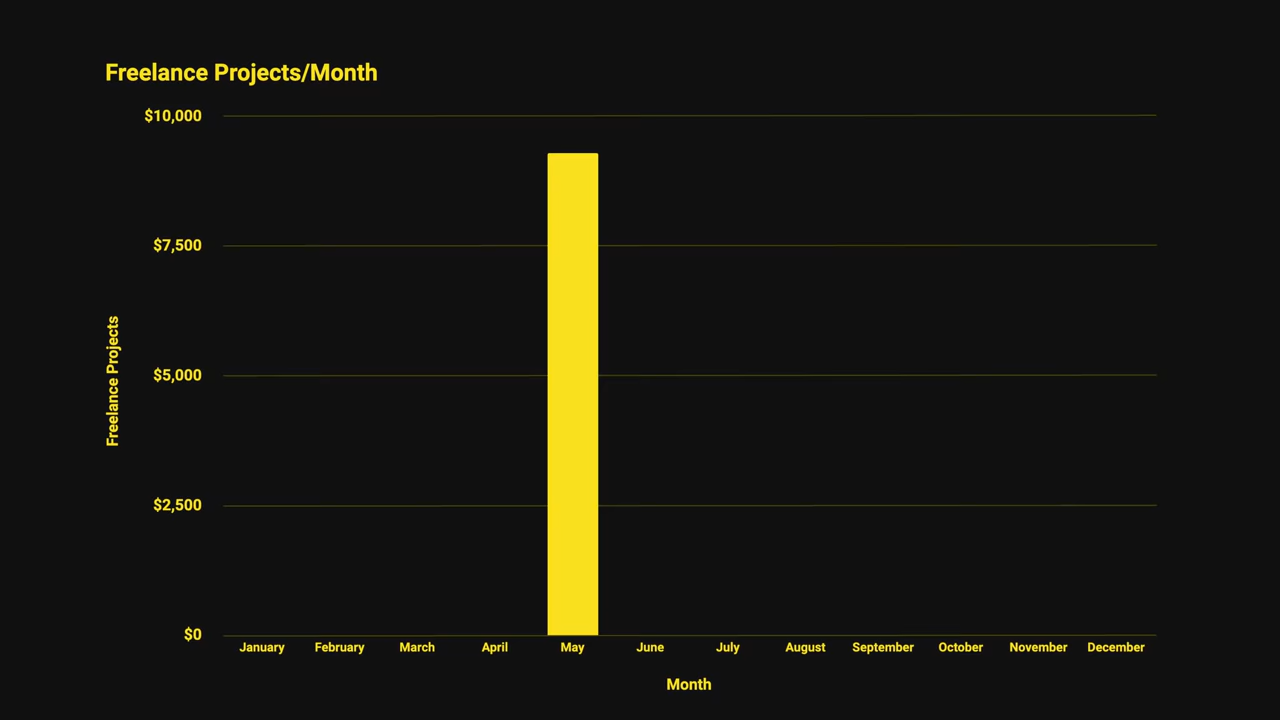 Freelance Projects/Month
$10,000
$7,500
$5,000
$2,500
$0
Freelance Projects
January February March April May June July August September October November December
Month